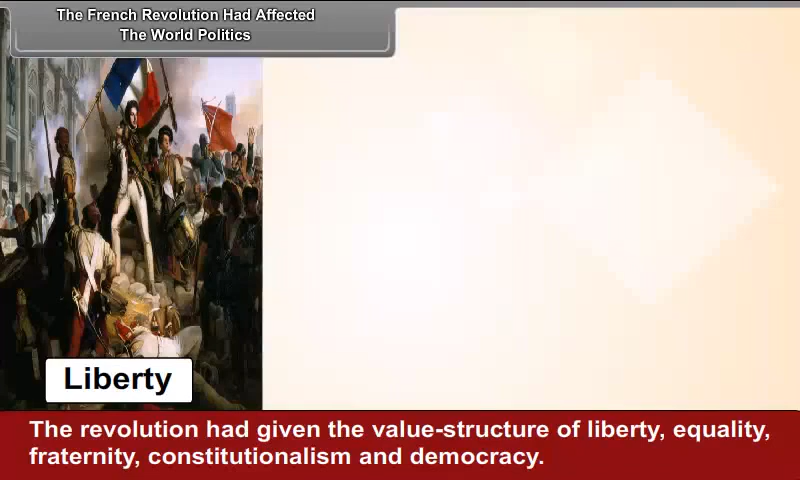 The French Revolution Had Affected
The World Politics
Liberty
The revolution had given the value-structure of liberty, equality,
fraternity, constitutionalism and democracy.